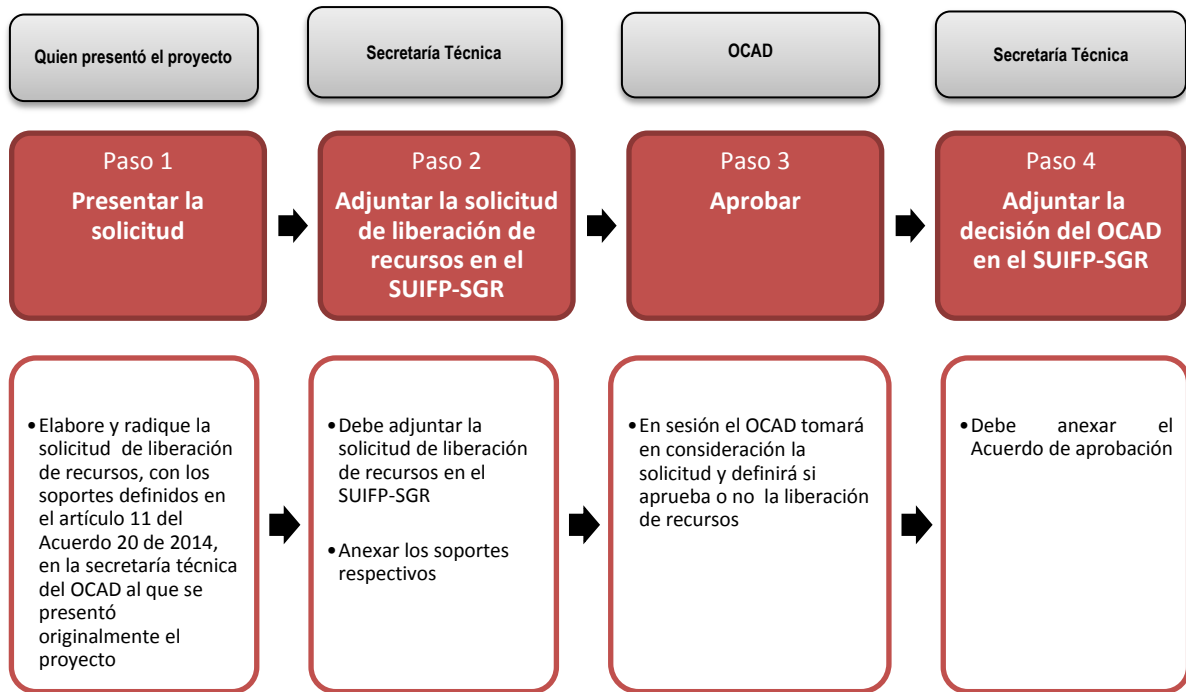 Quien presentó el proyecto
Secretaría Técnica
OCAD
Secretaría Técnica
Paso 1
Presentar la
solicitud
Paso 2
Adjuntar la solicitud
de liberación de
recursos en el
SUIFP-SGR
Paso 3
Aprobar
Paso 4
Adjuntar la
decisión del OCAD
en el SUIFP-SGR
•Elabore y radique la
solicitud de liberación
de recursos, con los
soportes definidos en
el artículo 11 del
Acuerdo 20 de 2014,
en la secretaría técnica
del OCAD al que se
presentó
originalmente el
proyecto
•Debe adjuntar la
solicitud de liberación
de recursos en el
SUIFP-SGR
•Anexar los soportes
respectivos
•En sesión el OCAD tomará
en consideración la
solicitud y definirá si
aprueba o no la liberación
de recursos
•Debe anexar el
Acuerdo de aprobación